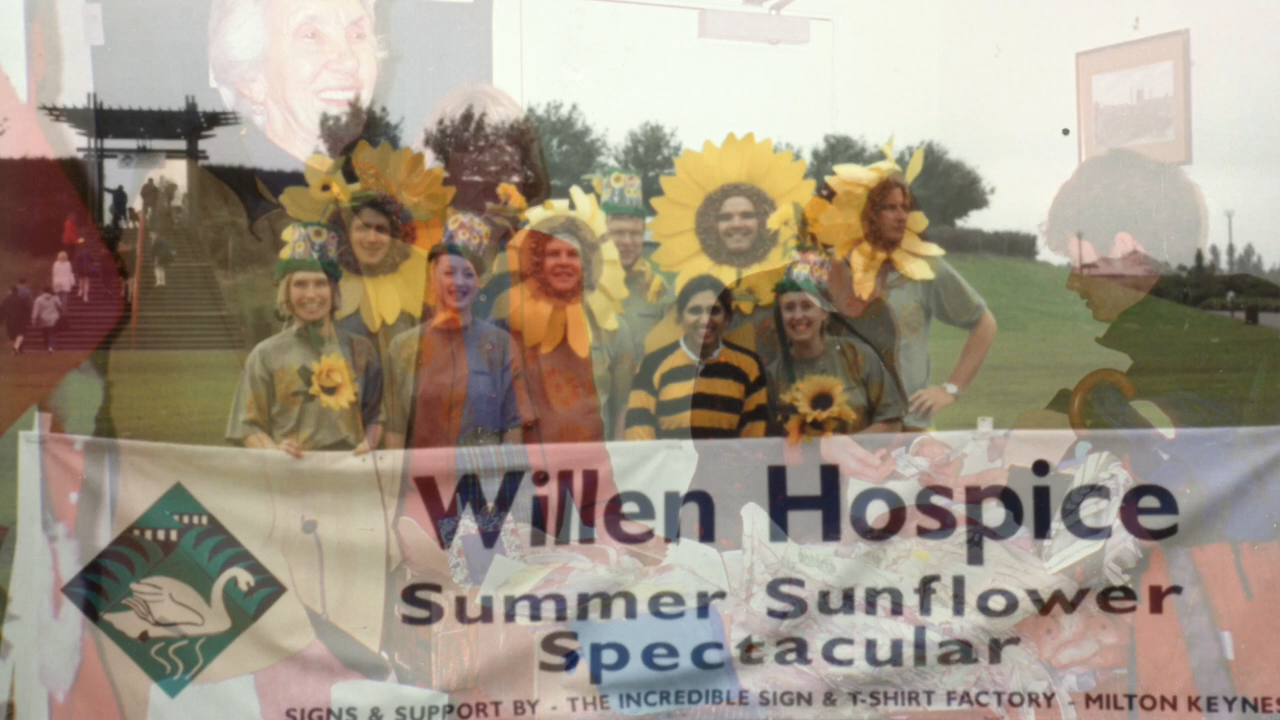 Willen Hospice
Summer Sunflower
Spectacular
SIGNS & SUPPORT BY - THE INCREDIBLE SIGN & T-SHIRT FACTORY - MILTON KEYNES